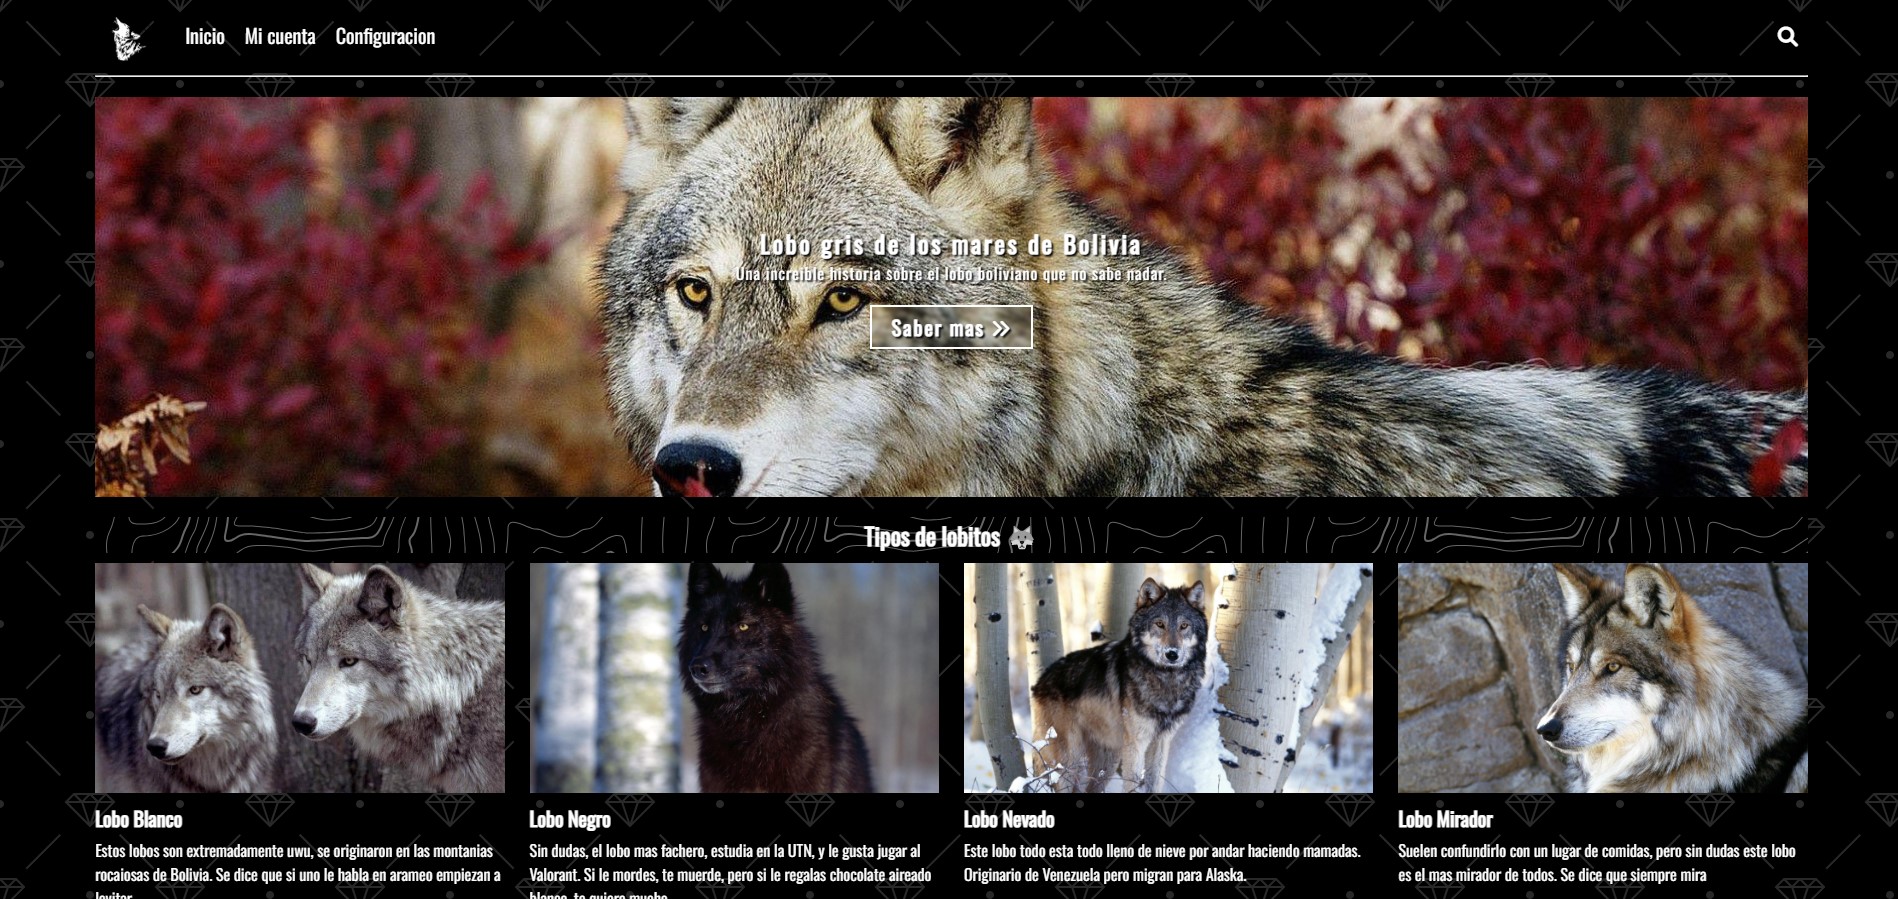 Inicio Mi cuenta Configuracion
Lobo gris de los mares de Bolivia
Una increible historia sobre el lobo boliviano que no sabe nadar.
Saber mas
Tipos de lobitos
Lobo Blanco
Estos lobos son extremadamente uwu, se originaron en las montanias
rocaiosas de Bolivia. Se dice que si uno le habla en arameo empiezan a
levitar.
Lobo Negro
Sin dudas, el lobo mas fachero, estudia en la UTN, y le gusta jugar al
Valorant. Si le mordes, te muerde, pero si le regalas chocolate aireado
blanco, te quiere mucho.
Lobo Nevado
Este lobo todo esta todo lleno de nieve por andar haciendo mamadas.
Originario de Venezuela pero migran para Alaska.
Lobo Mirador
Suelen confundirlo con un lugar de comidas, pero sin dudas este lobo
es el mas mirador de todos. Se dice que siempre mira